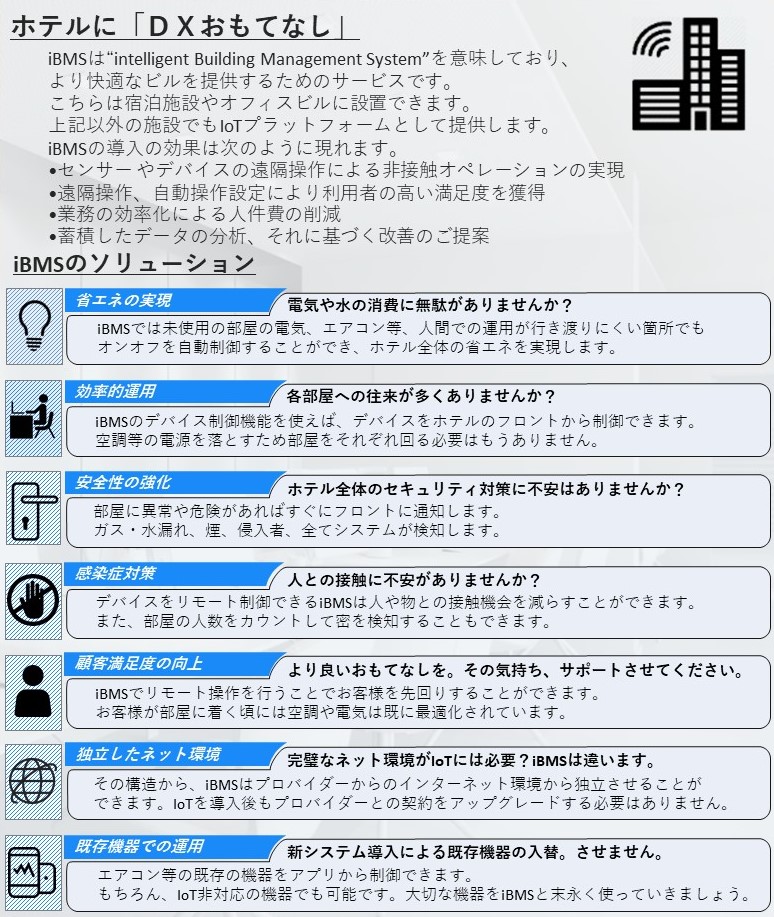 ホテルに「ＤＸおもてなし」
iBMSは“intelligent Building Management System”を意味しており、
より快適なビルを提供するためのサービスです。
こちらは宿泊施設やオフィスビルに設置できます。
上記以外の施設でもIoTプラットフォームとして提供します。
iBMSの導入の効果は次のように現れます。
•センサーやデバイスの遠隔操作による非接触オペレーションの実現
•遠隔操作、自動操作設定により利用者の高い満足度を獲得
•業務の効率化による人件費の削減
•蓄積したデータの分析、それに基づく改善のご提案
iBMSのソリューション
省エネの実現
電気や水の消費に無駄がありませんか？
iBMSでは未使用の部屋の電気、エアコン等、人間での運用が行き渡りにくい箇所でも
オンオフを自動制御することができ、ホテル全体の省エネを実現します。
効率的運用
各部屋への往来が多くありませんか？
iBMSのデバイス制御機能を使えば、デバイスをホテルのフロントから制御できます。
空調等の電源を落とすため部屋をそれぞれ回る必要はもうありません。
安全性の強化
ホテル全体のセキュリティ対策に不安はありませんか？
部屋に異常や危険があればすぐにフロントに通知します。
ガス・水漏れ、煙、侵入者、全てシステムが検知します。
感染症対策
人との接触に不安がありませんか？
デバイスをリモート制御できるiBMSは人や物との接触機会を減らすことができます。
また、部屋の人数をカウントして密を検知することもできます。
顧客満足度の向上
より良いおもてなしを。その気持ち、サポートさせてください。
iBMSでリモート操作を行うことでお客様を先回りすることができます。
お客様が部屋に着く頃には空調や電気は既に最適化されています。
独立したネット環境
完璧なネット環境がIoTには必要？iBMSは違います。
その構造から、iBMSはプロバイダーからのインターネット環境から独立させることが
できます。IoTを導入後もプロバイダーとの契約をアップグレードする必要はありません。
既存機器での運用
新システム導入による既存機器の入替。させません。
エアコン等の既存の機器をアプリから制御できます。
もちろん、IoT非対応の機器でも可能です。大切な機器をiBMSと末永く使っていきましょう。